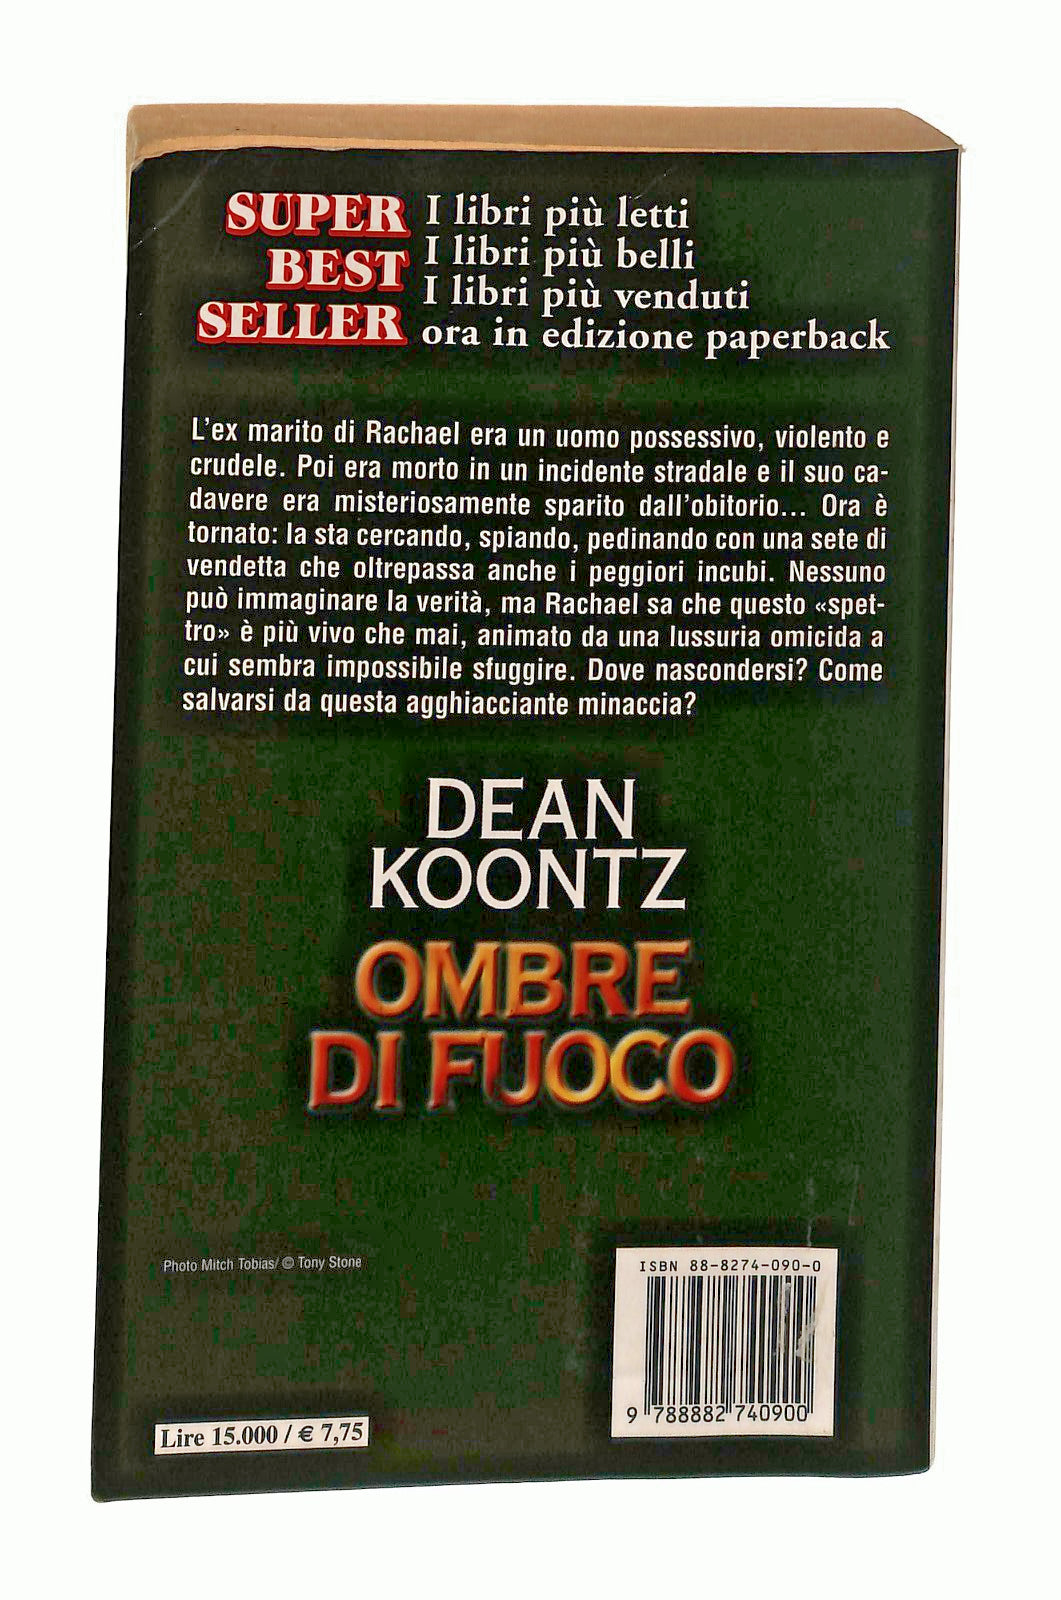 SUPER
BEST
SELLER
I libri più letti
I libri più belli
I libri più venduti
ora in edizione paperback
L'ex marito di Rachael era un uomo possessivo, violento e
crudele. Poi era morto in un incidente stradale e il suo ca-
davere era misteriosamente sparito dall'obitorio... Ora è
tornato: la sta cercando, spiando, pedinando con una sete di
vendetta che oltrepassa anche i peggiori incubi. Nessuno
può immaginare la verità, ma Rachael sa che questo «spet-
tro» è più vivo che mai, animato da una lussuria omicida a
cui sembra impossibile sfuggire. Dove nascondersi? Come
salvarsi da questa agghiacciante minaccia?
DEAN
KOONTZ
OMBRE
DI FUOCO
Photo Mitch Tobias/ © Tony Stone
ISBN 88-8274-090-0
9 788882 740900
Lire 15.000 / € 7,75